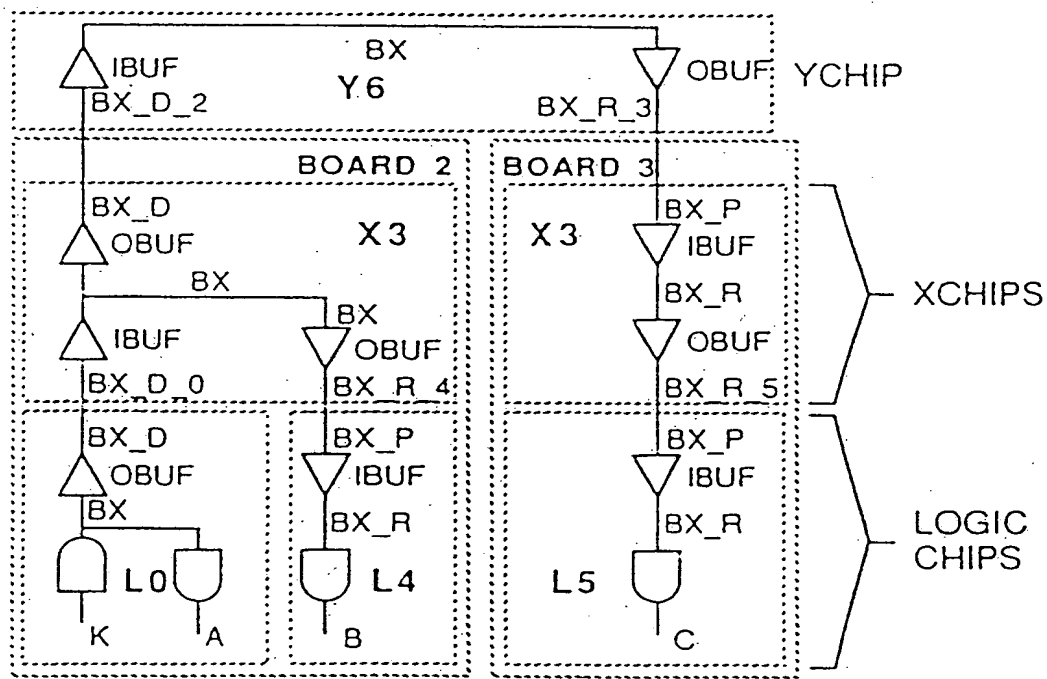 BX
IBUF
OBUF
YCHIP
Y6
BX_D_2
BX_R_3
BOARD 2
BOARD 3
BX_D
X3
X3
BX_P
OBUF
IBUF
BX
BX_R
XCHIPS
BX
IBUF
OBUF
OBUF
BX_D_0
BX_R_4
BX_R_5
BX_D
BX_P
BX_P
OBUF
IBUF
IBUF
BX
BX_R
BX_R
LOGIC
CHIPS
L0
L4
L5
K
A
B
C